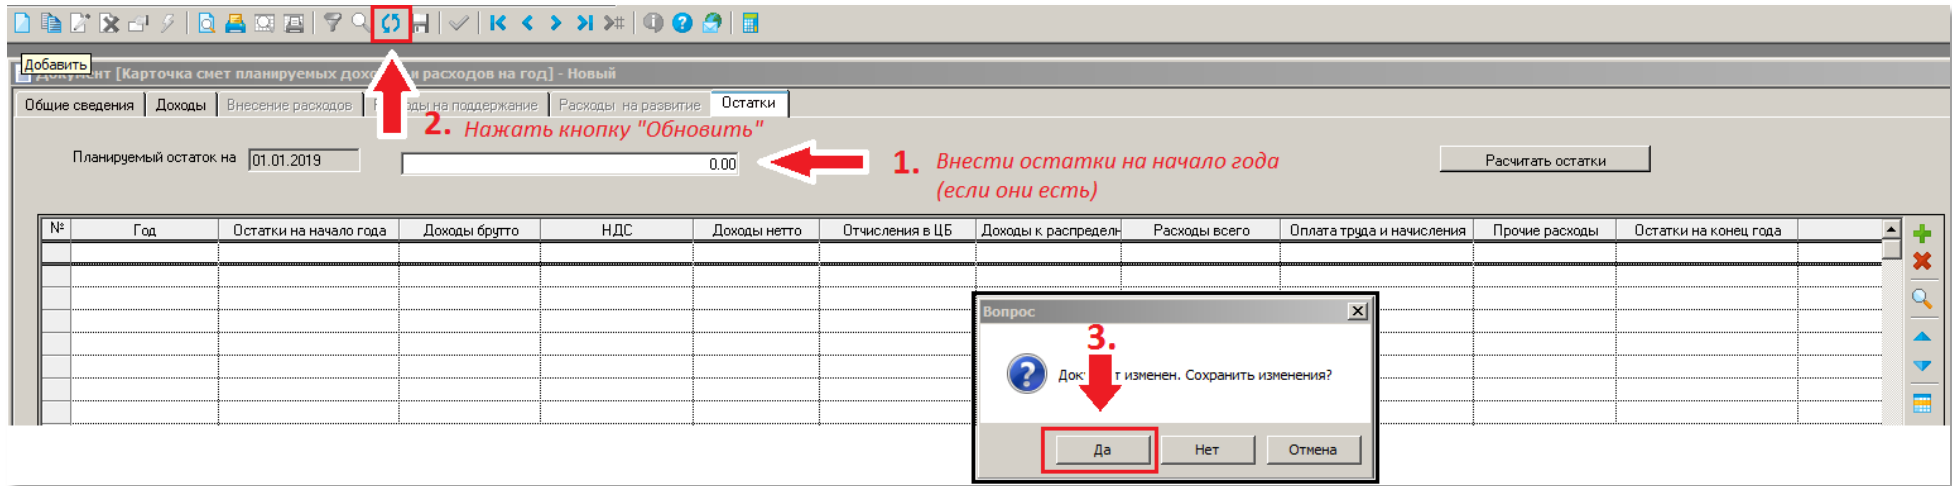 Добавить
Документ [Карточка смет планируемых доходов и расходов на год] - Новый
Общие сведения Доходы Внесение расходов Расходы на поддержание Расходы на развитие Остатки
2. Нажать кнопку "Обновить"
Планируемый остаток на 01.01.2019 0.00
1. Внести остатки на начало года
(если они есть)
Расчитать остатки
№ Год Остатки на начало года Доходы брутто НДС Доходы нетто Отчисления в ЦБ Доходы к распредел Расходы всего Оплата труда и начисления Прочие расходы Остатки на конец года
Вопрос
3.
Док т изменен. Сохранить изменения?
Да Нет Отмена